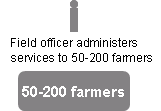 Field officer administers
services to 50-200 farmers
50-200 farmers